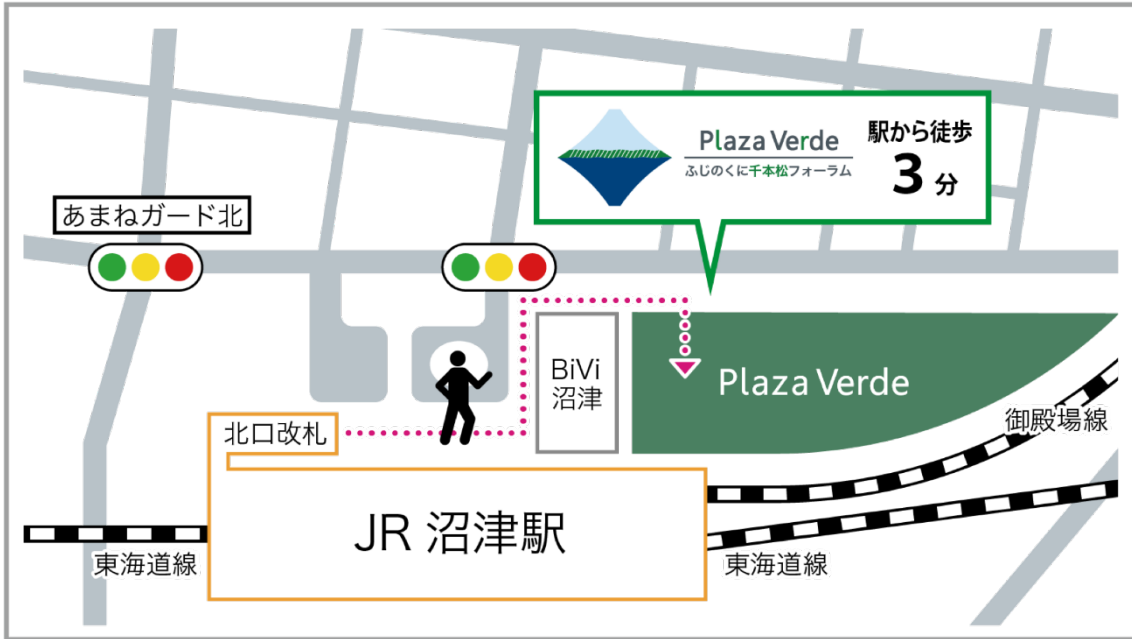 Plaza Verde
ふじのくに千本松フォーラム
駅から徒歩
3分
あまねガード北
BiVi
沼津
Plaza Verde
北口改札
御殿場線
JR 沼津駅
東海道線
東海道線